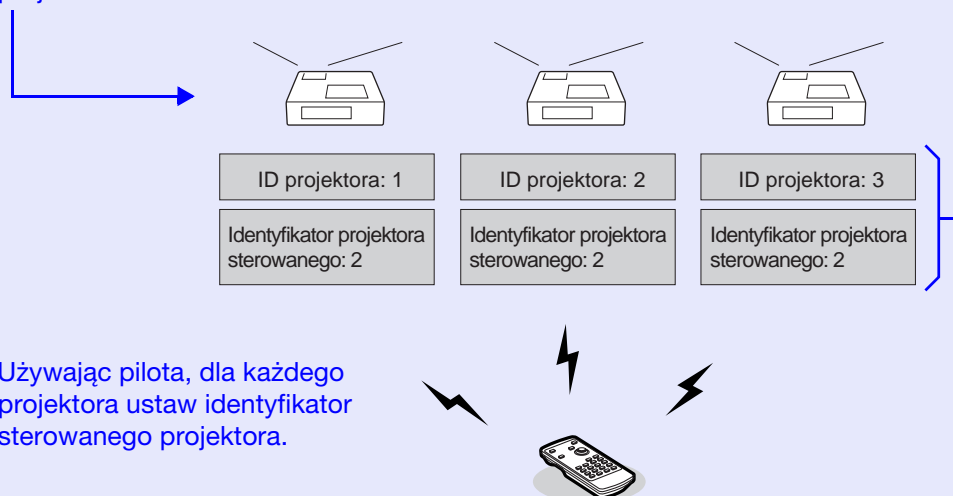 ID projektora: 1
ID projektora: 2
ID projektora: 3
Identyfikator projektora
sterowanego: 2
Identyfikator projektora
sterowanego: 2
Identyfikator projektora
sterowanego: 2
Używając pilota, dla każdego
projektora ustaw identyfikator
sterowanego projektora.